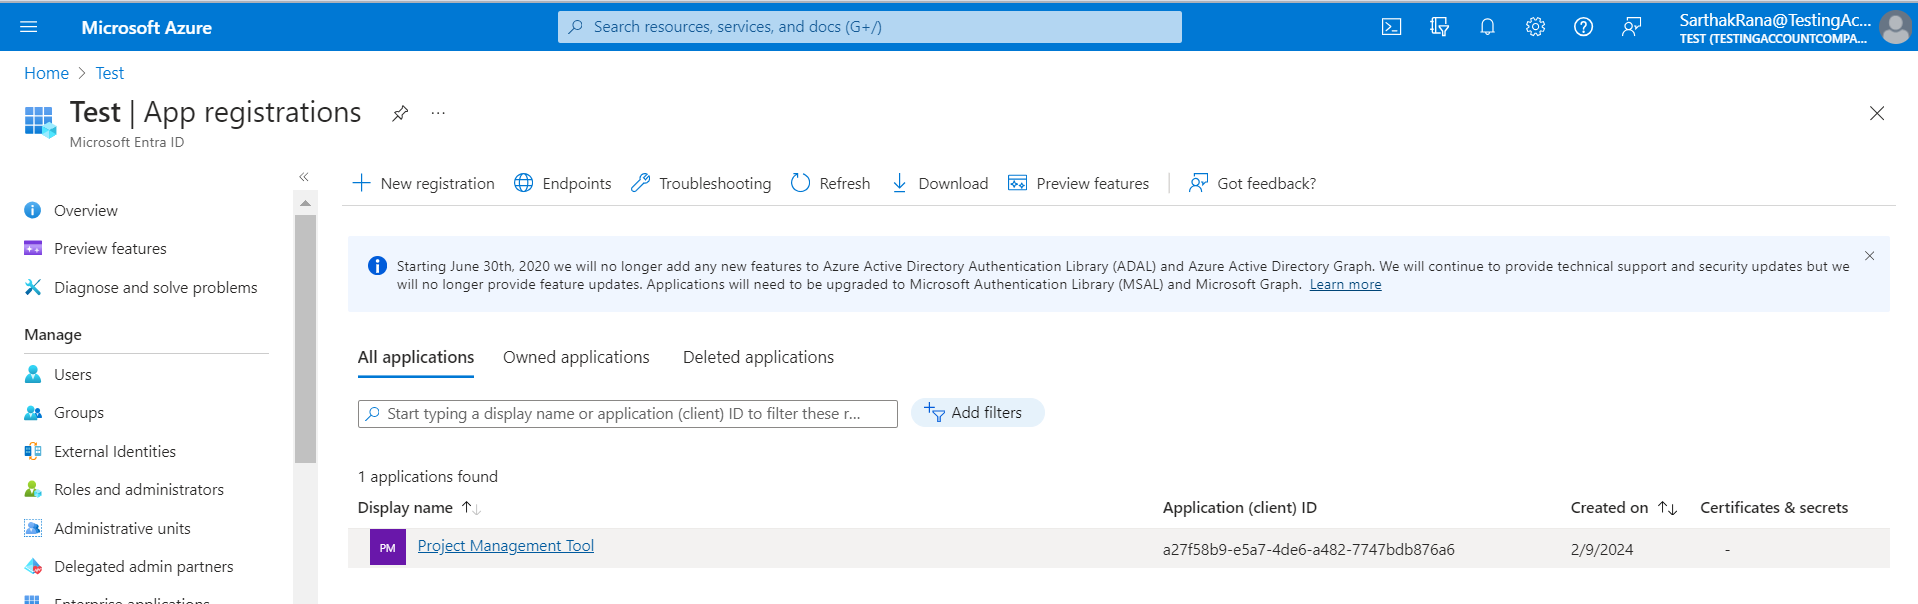 Microsoft Azure
Search resources, services, and docs (G+/)
SarthakRana@TestingAc...
TEST (TESTINGACCOUNTCOMPA...
Home > Test
Test | App registrations
...
Microsoft Entra ID
«
New registration
Endpoints
Troubleshooting
Refresh
Download
Preview features
Got feedback?
Overview
Preview features
Diagnose and solve problems
Manage
Users
Groups
External Identities
Roles and administrators
Administrative units
Delegated admin partners
Enterprise applications
Starting June 30th, 2020 we will no longer add any new features to Azure Active Directory Authentication Library (ADAL) and Azure Active Directory Graph. We will continue to provide technical support and security updates but we
will no longer provide feature updates. Applications will need to be upgraded to Microsoft Authentication Library (MSAL) and Microsoft Graph. Learn more
All applications
Owned applications
Deleted applications
Start typing a display name or application (client) ID to filter these r...
Add filters
1 applications found
Display name
Application (client) ID
Created on
Certificates & secrets
PM
Project Management Tool
a27f58b9-e5a7-4de6-a482-7747bdb876a6
2/9/2024
-